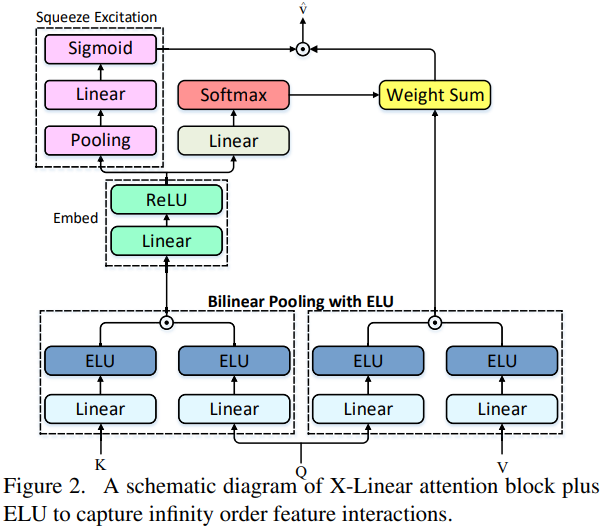 v̂
Squeeze Excitation
Sigmoid
Linear
Pooling
Softmax
Linear
Weight Sum
Embed
ReLU
Linear
Bilinear Pooling with ELU
ELU
ELU
ELU
ELU
Linear
Linear
Linear
Linear
K
Q
V
Figure 2. A schematic diagram of X-Linear attention block plus
ELU to capture infinity order feature interactions.